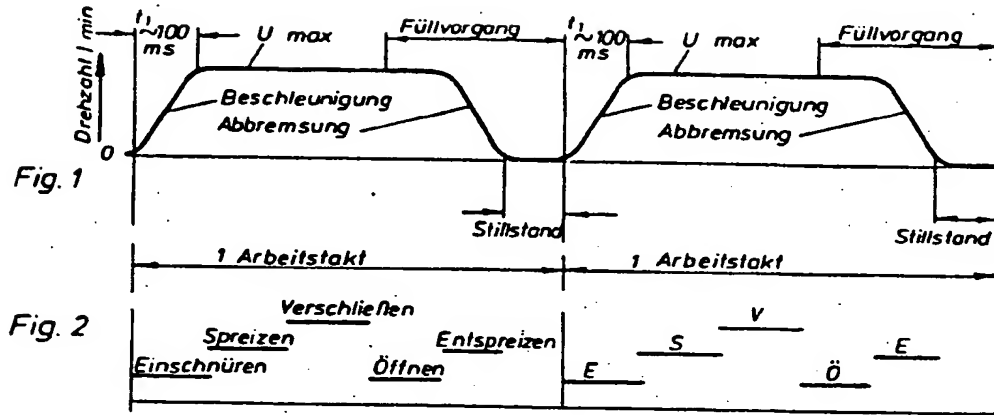 t₁ ~100 ms
U max
Füllvorgang
t₁ ~100 ms
U max
Füllvorgang
Drehzahl / min
Beschleunigung
Abbremsung
Beschleunigung
Abbremsung
0
Fig. 1
Stillstand
Stillstand
1 Arbeitstakt
1 Arbeitstakt
Fig. 2
Verschließen
V
Spreizen
Entspreizen
S
E
Einschnüren
Öffnen
E
Ö